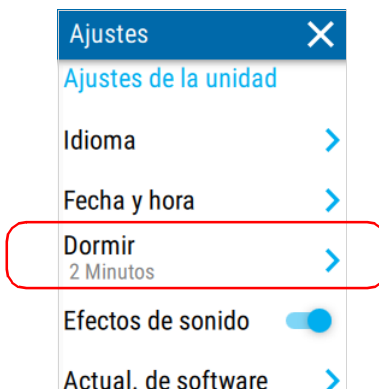 Ajustes
Ajustes de la unidad
Idioma
Fecha y hora
Dormir
2 Minutos
Efectos de sonido
Actual. de software